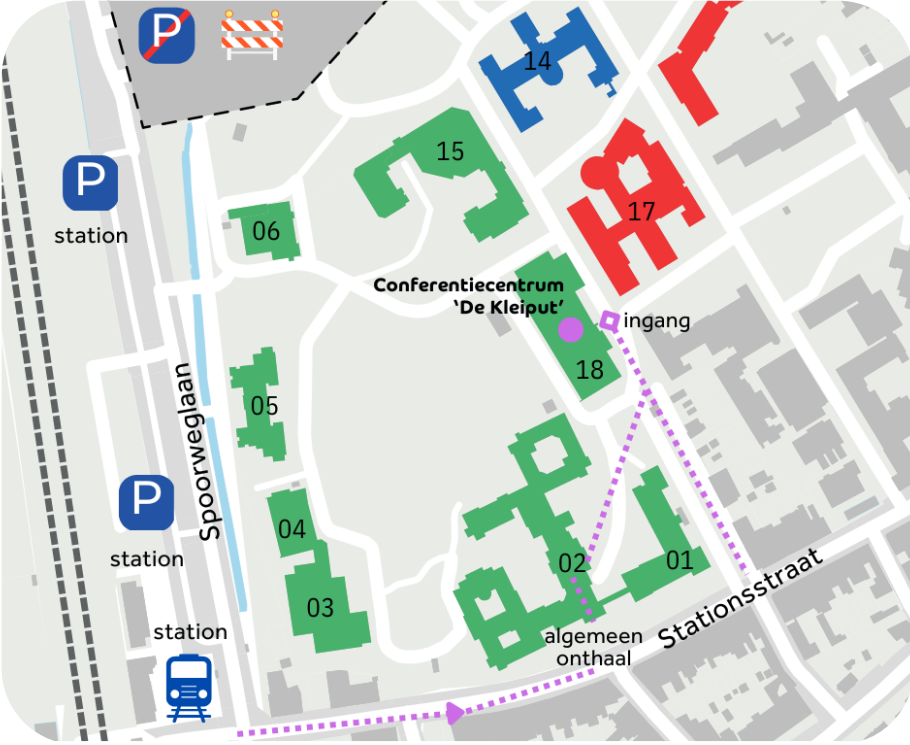 P
14
15
P
station
06
17
Conferentiecentrum
‘De Kleiput’
ingang
18
05
Spoorweglaan
P
station
04
02
01
03
station
algemeen
onthaal
Stationsstraat